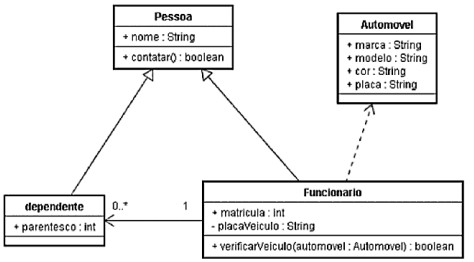 Pessoa
+ nome : String
+ contatar() : boolean
Automovel
+ marca : String
+ modelo : String
+ cor : String
+ placa : String
dependente
+ parentesco : int
0..*
1
Funcionario
+ matricula : int
- placaVeiculo : String
+ verificarVeiculo(automovel : Automovel) : boolean